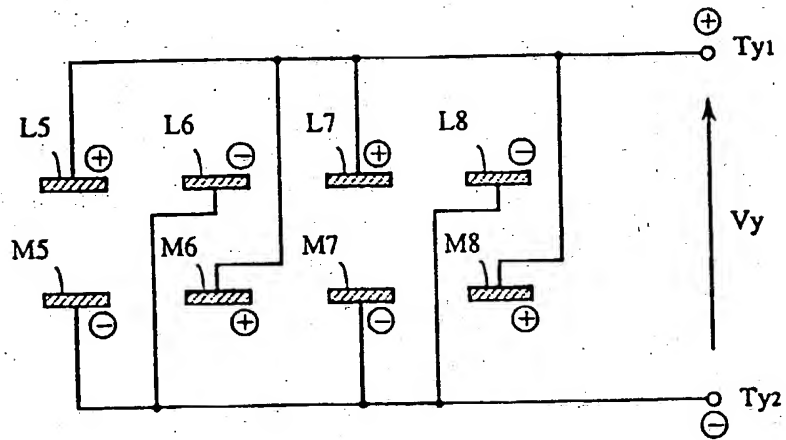 ⊕ Ty1
L5 L6 L7 L8
⊕ ⊖ ⊕ ⊖
Vy
M5 M6 M7 M8
⊖ ⊕ ⊖ ⊕
Ty2
⊖